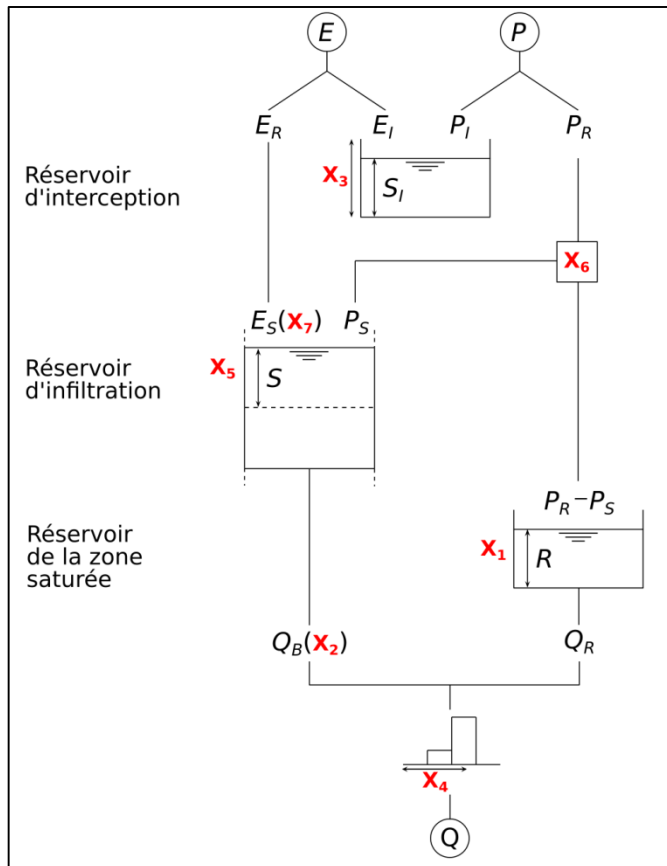 E P
E_R E_I P_I P_R
Réservoir
d'interception
X_3 S_I
X_6
E_S(X_7) P_S
Réservoir
d'infiltration
X_5 S
P_R–P_S
Réservoir
de la zone
saturée
X_1 R
Q_B(X_2) Q_R
X_4
Q